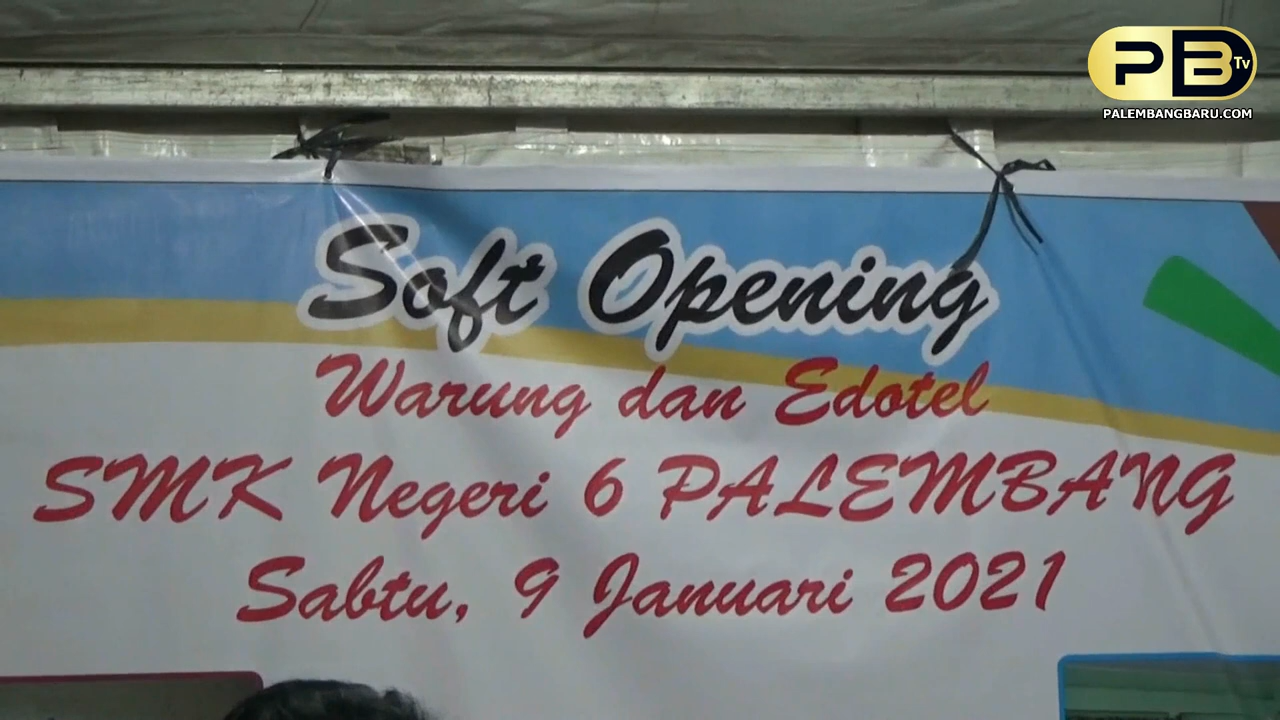 PB Tv
PALEMBANGBARU.COM
Soft Opening
Warung dan Edotel
SMK Negeri 6 PALEMBANG
Sabtu, 9 Januari 2021